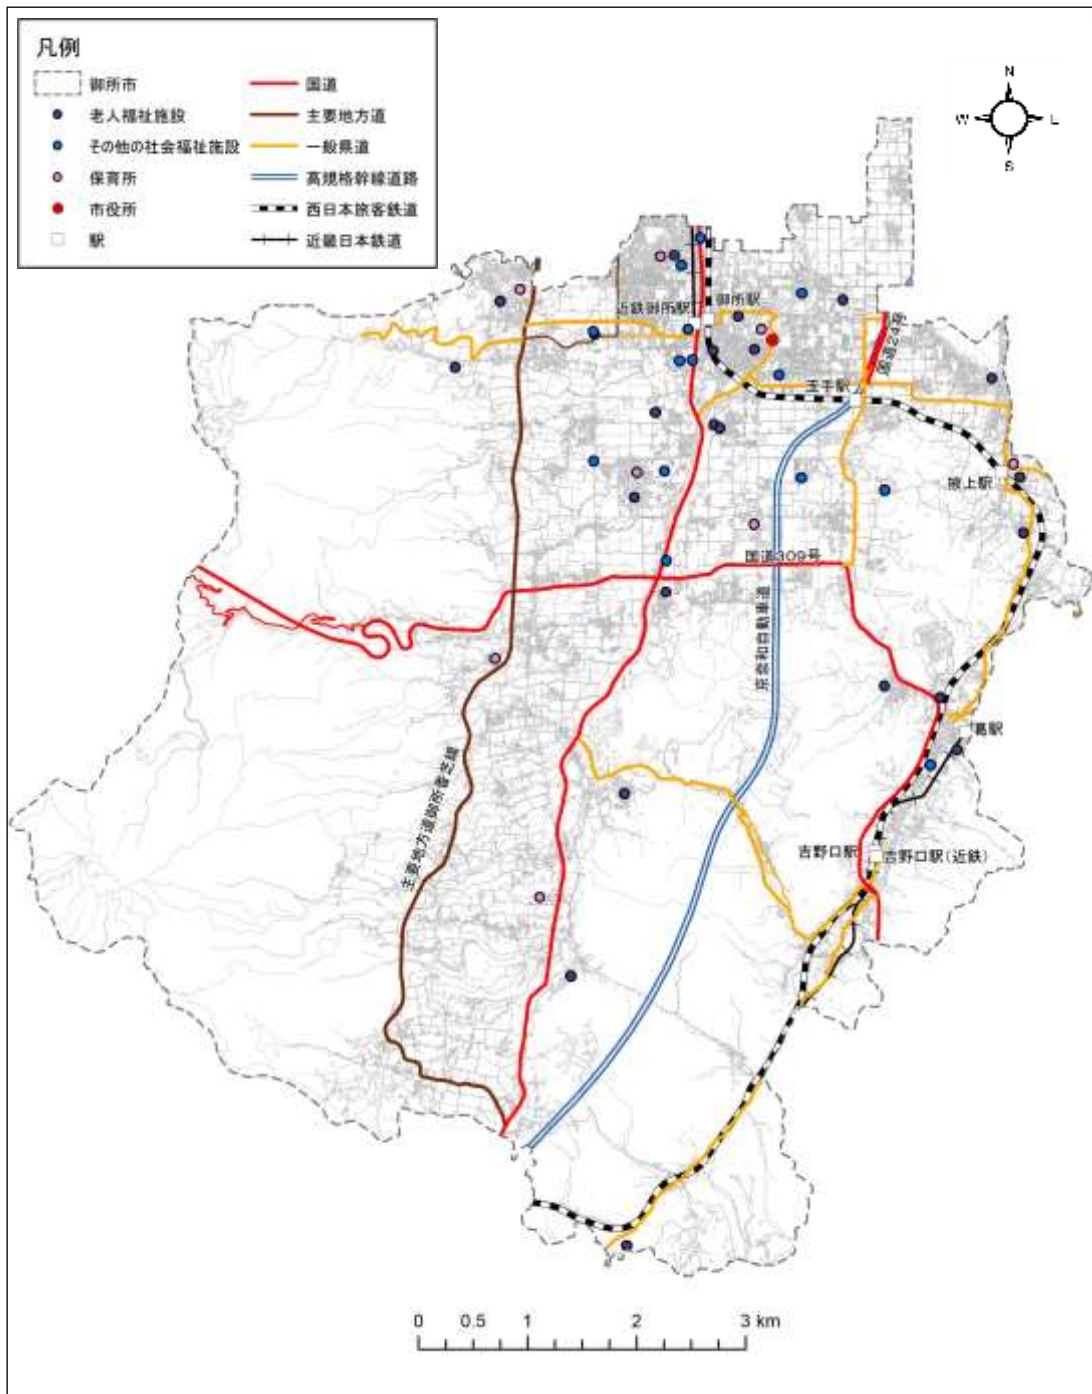 凡例
御所市
老人福祉施設
その他の社会福祉施設
保育所
市役所
駅
国道
主要地方道
一般県道
高規格幹線道路
西日本旅客鉄道
近畿日本鉄道
N
W
L
S
近鉄御所駅
御所駅
国道24号
玉手駅
掖上駅
国道309号
京奈和自動車道
葛駅
主要地方道御所香芝線
吉野口駅
吉野口駅(近鉄)
0 0.5 1 2 3 km